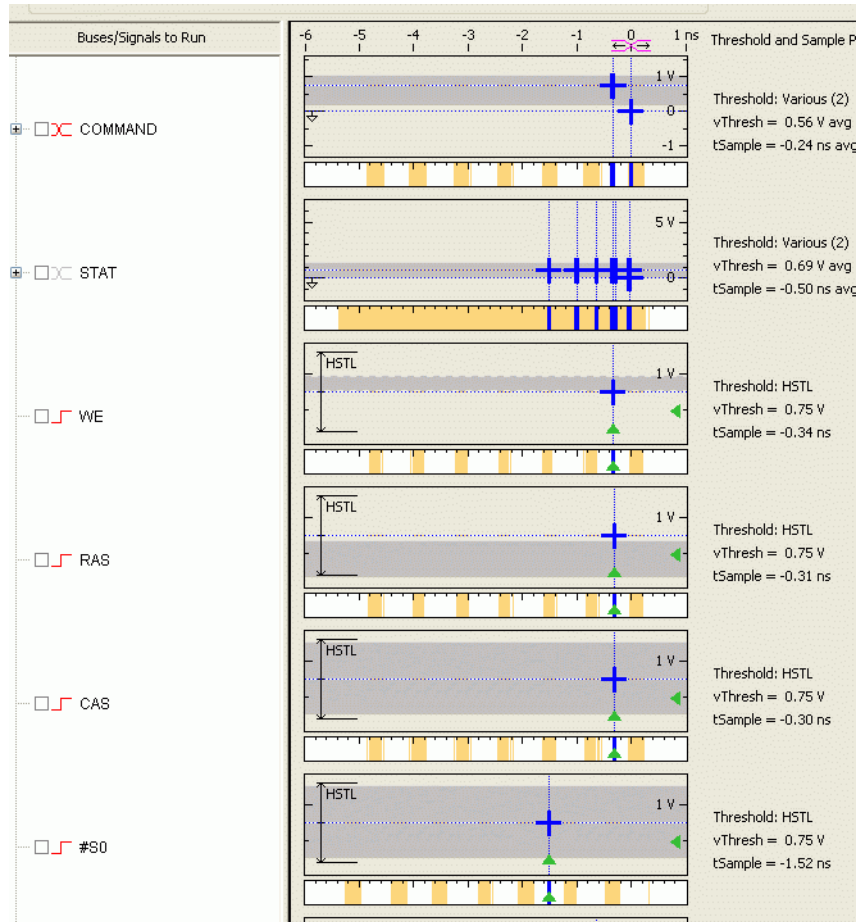 Buses/Signals to Run
-6 -5 -4 -3 -2 -1 0 1 ns
Threshold and Sample P
COMMAND
1 V
0
-1
Threshold: Various (2)
vThresh = 0.56 V avg
tSample = -0.24 ns avg
STAT
5 V
0
Threshold: Various (2)
vThresh = 0.69 V avg
tSample = -0.50 ns avg
WE
HSTL
1 V
Threshold: HSTL
vThresh = 0.75 V
tSample = -0.34 ns
RAS
HSTL
1 V
Threshold: HSTL
vThresh = 0.75 V
tSample = -0.31 ns
CAS
HSTL
1 V
Threshold: HSTL
vThresh = 0.75 V
tSample = -0.30 ns
#S0
HSTL
1 V
Threshold: HSTL
vThresh = 0.75 V
tSample = -1.52 ns